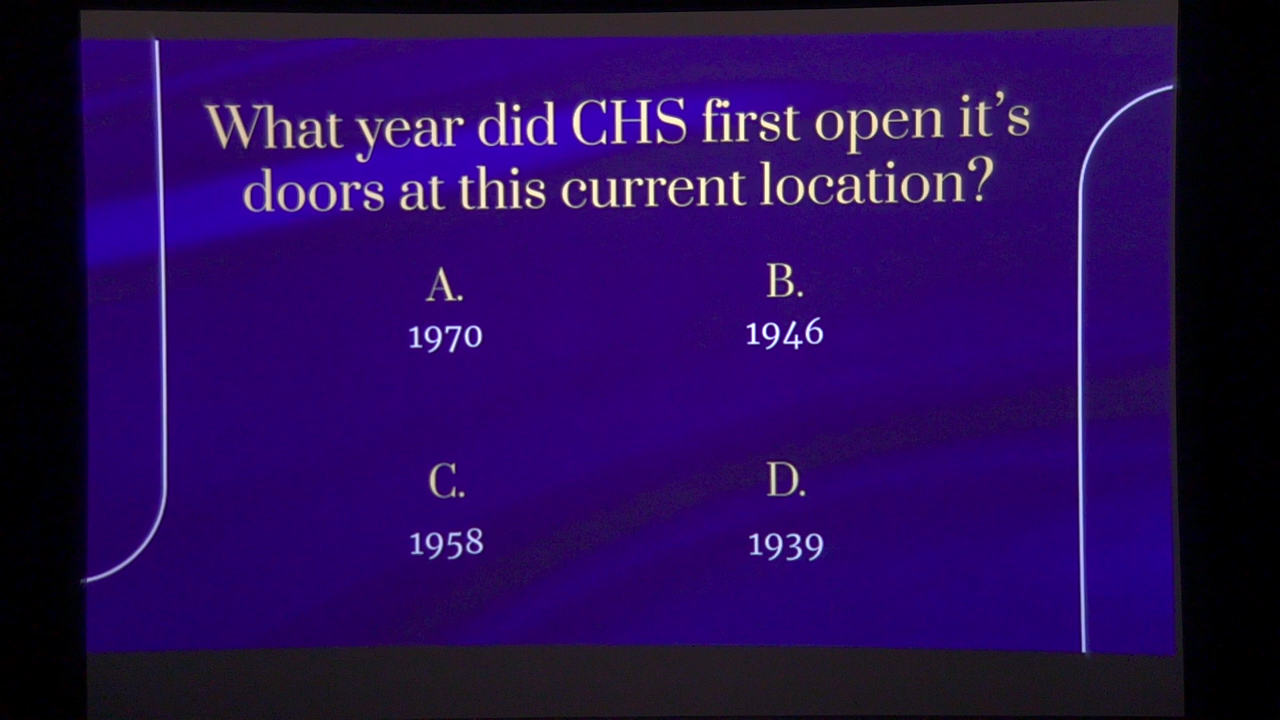 What year did CHS first open it's
doors at this current location?
A.
1970
B.
1946
C.
1958
D.
1939